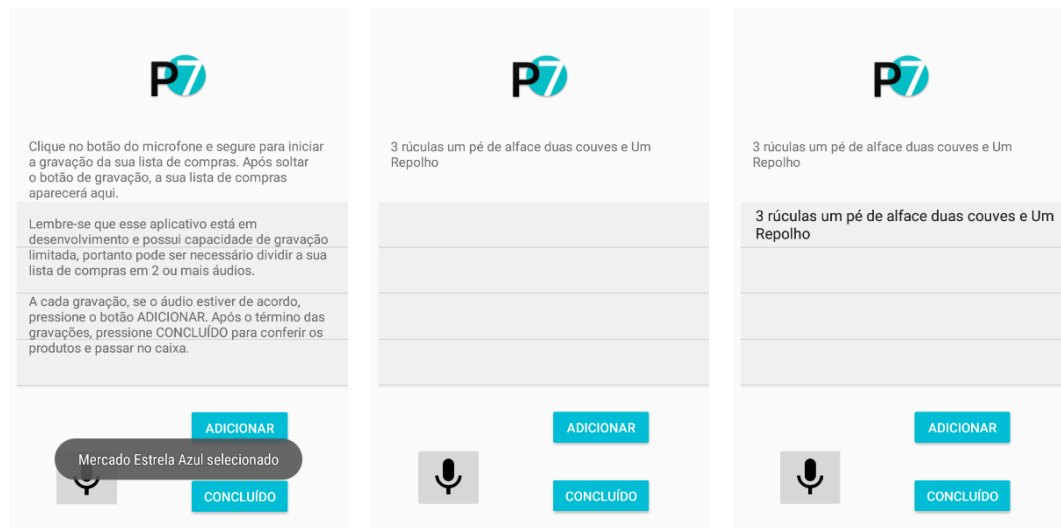 P7
Clique no botão do microfone e segure para iniciar
a gravação da sua lista de compras. Após soltar
o botão de gravação, a sua lista de compras
aparecerá aqui.
Lembre-se que esse aplicativo está em
desenvolvimento e possui capacidade de gravação
limitada, portanto pode ser necessário dividir a sua
lista de compras em 2 ou mais áudios.
A cada gravação, se o áudio estiver de acordo,
pressione o botão ADICIONAR. Após o término das
gravações, pressione CONCLUÍDO para conferir os
produtos e passar no caixa.
ADICIONAR
Mercado Estrela Azul selecionado
CONCLUÍDO
P7
3 rúculas um pé de alface duas couves e Um
Repolho
ADICIONAR
CONCLUÍDO
P7
3 rúculas um pé de alface duas couves e Um
Repolho
3 rúculas um pé de alface duas couves e Um
Repolho
ADICIONAR
CONCLUÍDO